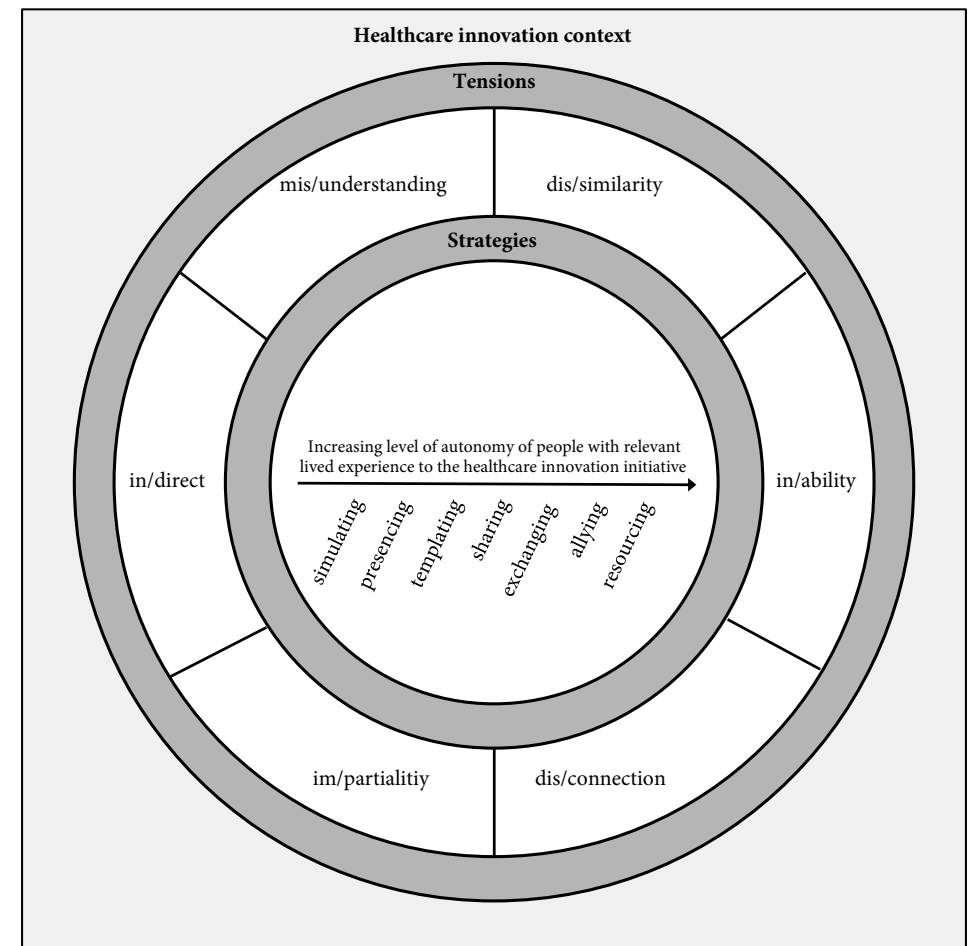 Healthcare innovation context
Tensions
mis/understanding
dis/similarity
Strategies
Increasing level of autonomy of people with relevant
lived experience to the healthcare innovation initiative
in/direct
in/ability
simulating
presencing
templating
sharing
exchanging
allying
resourcing
im/partialitiy
dis/connection